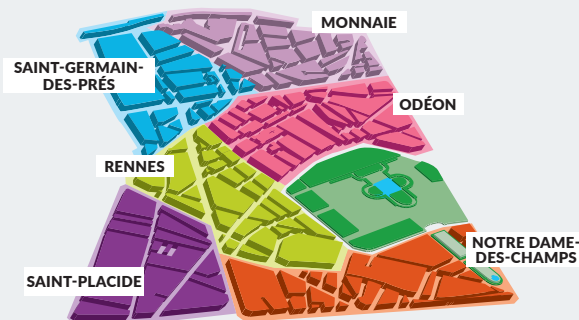 MONNAIE
SAINT-GERMAIN-
DES-PRÉS
ODÉON
RENNES
NOTRE DAME-
DES-CHAMPS
SAINT-PLACIDE